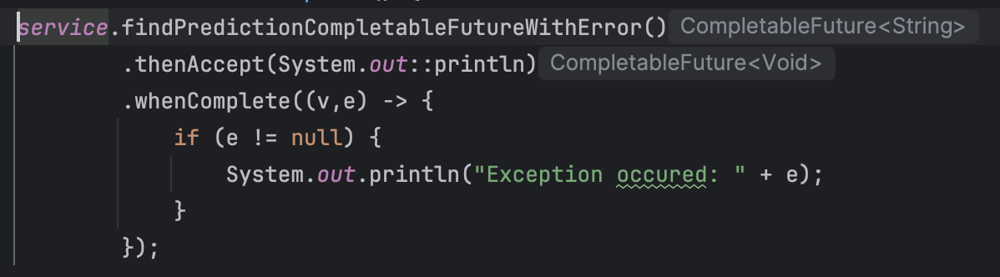 service.findPredictionCompletableFutureWithError() CompletableFuture<String>
.thenAccept(System.out::println) CompletableFuture<Void>
.whenComplete((v,e) -> {
if (e != null) {
System.out.println("Exception occured: " + e);
}
});